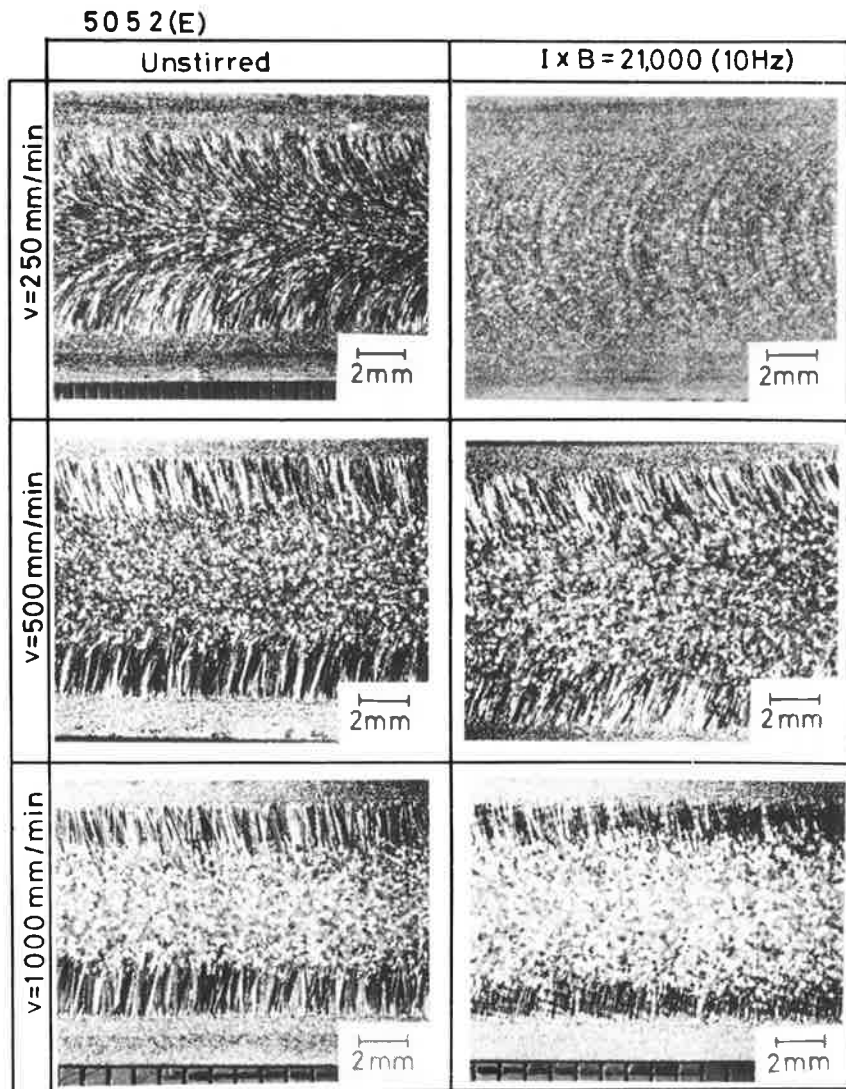 5052(E)
Unstirred
I x B = 21,000 (10Hz)
v=250 mm/min
2mm
2mm
v=500 mm/min
2mm
2mm
v=1000 mm/min
2mm
2mm